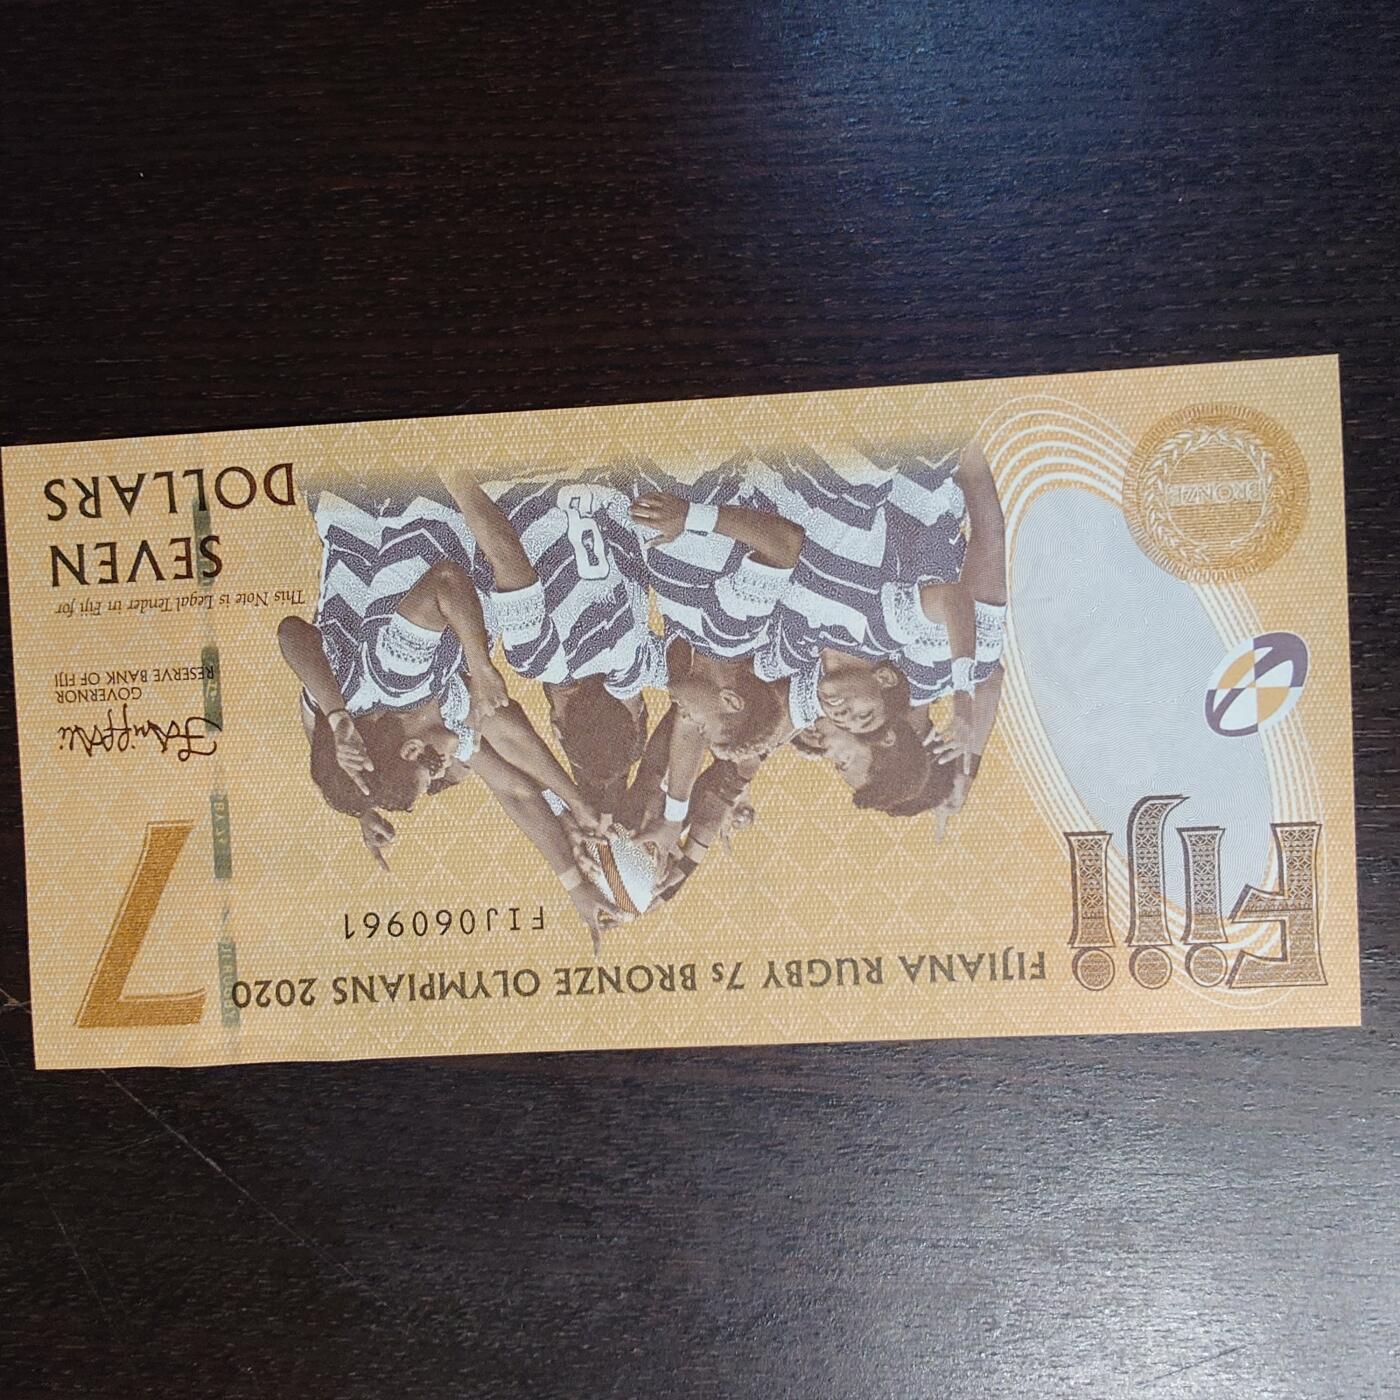 Fiji
FIJIANA RUGBY 7s BRONZE OLYMPIANS 2020
FIJ060961
7
GOVERNOR
RESERVE BANK OF FIJI
This Note is Legal Tender in Fiji for
SEVEN
DOLLARS
BRONZE